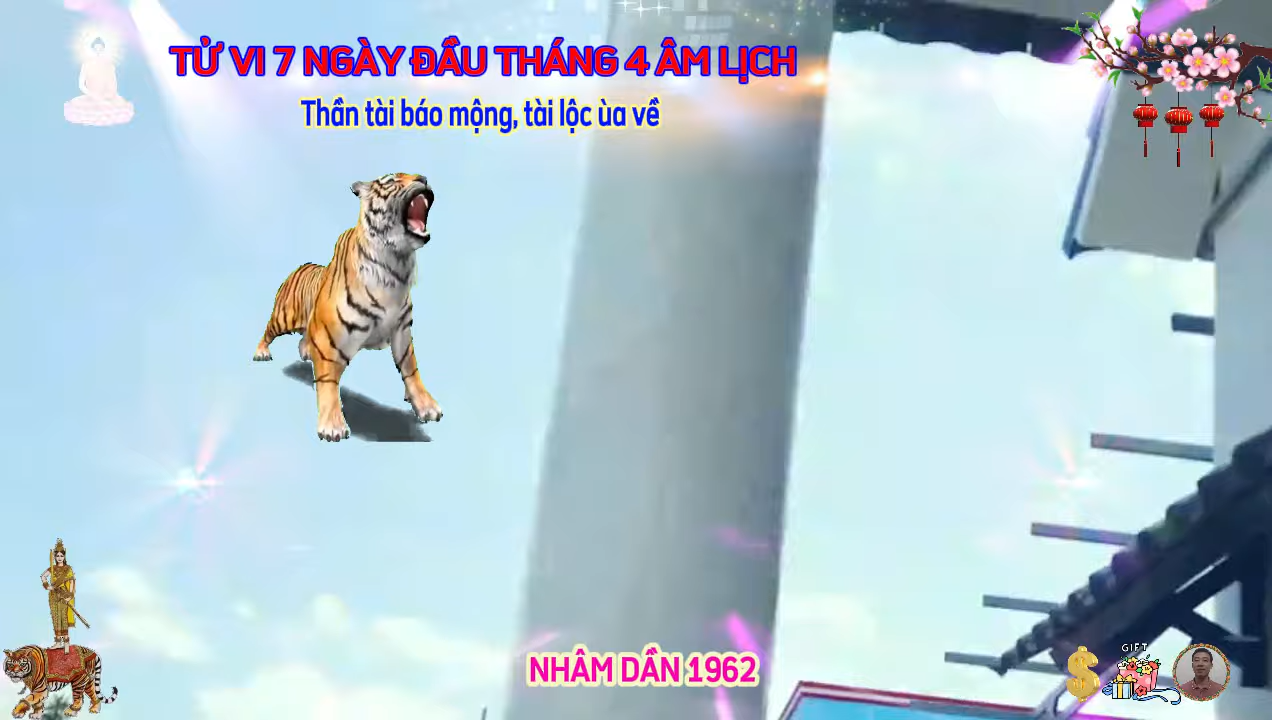 TỬ VI 7 NGÀY ĐẦU THÁNG 4 ÂM LỊCH
Thần tài báo mộng, tài lộc ùa về
NHÂM DẦN 1962
GIFT